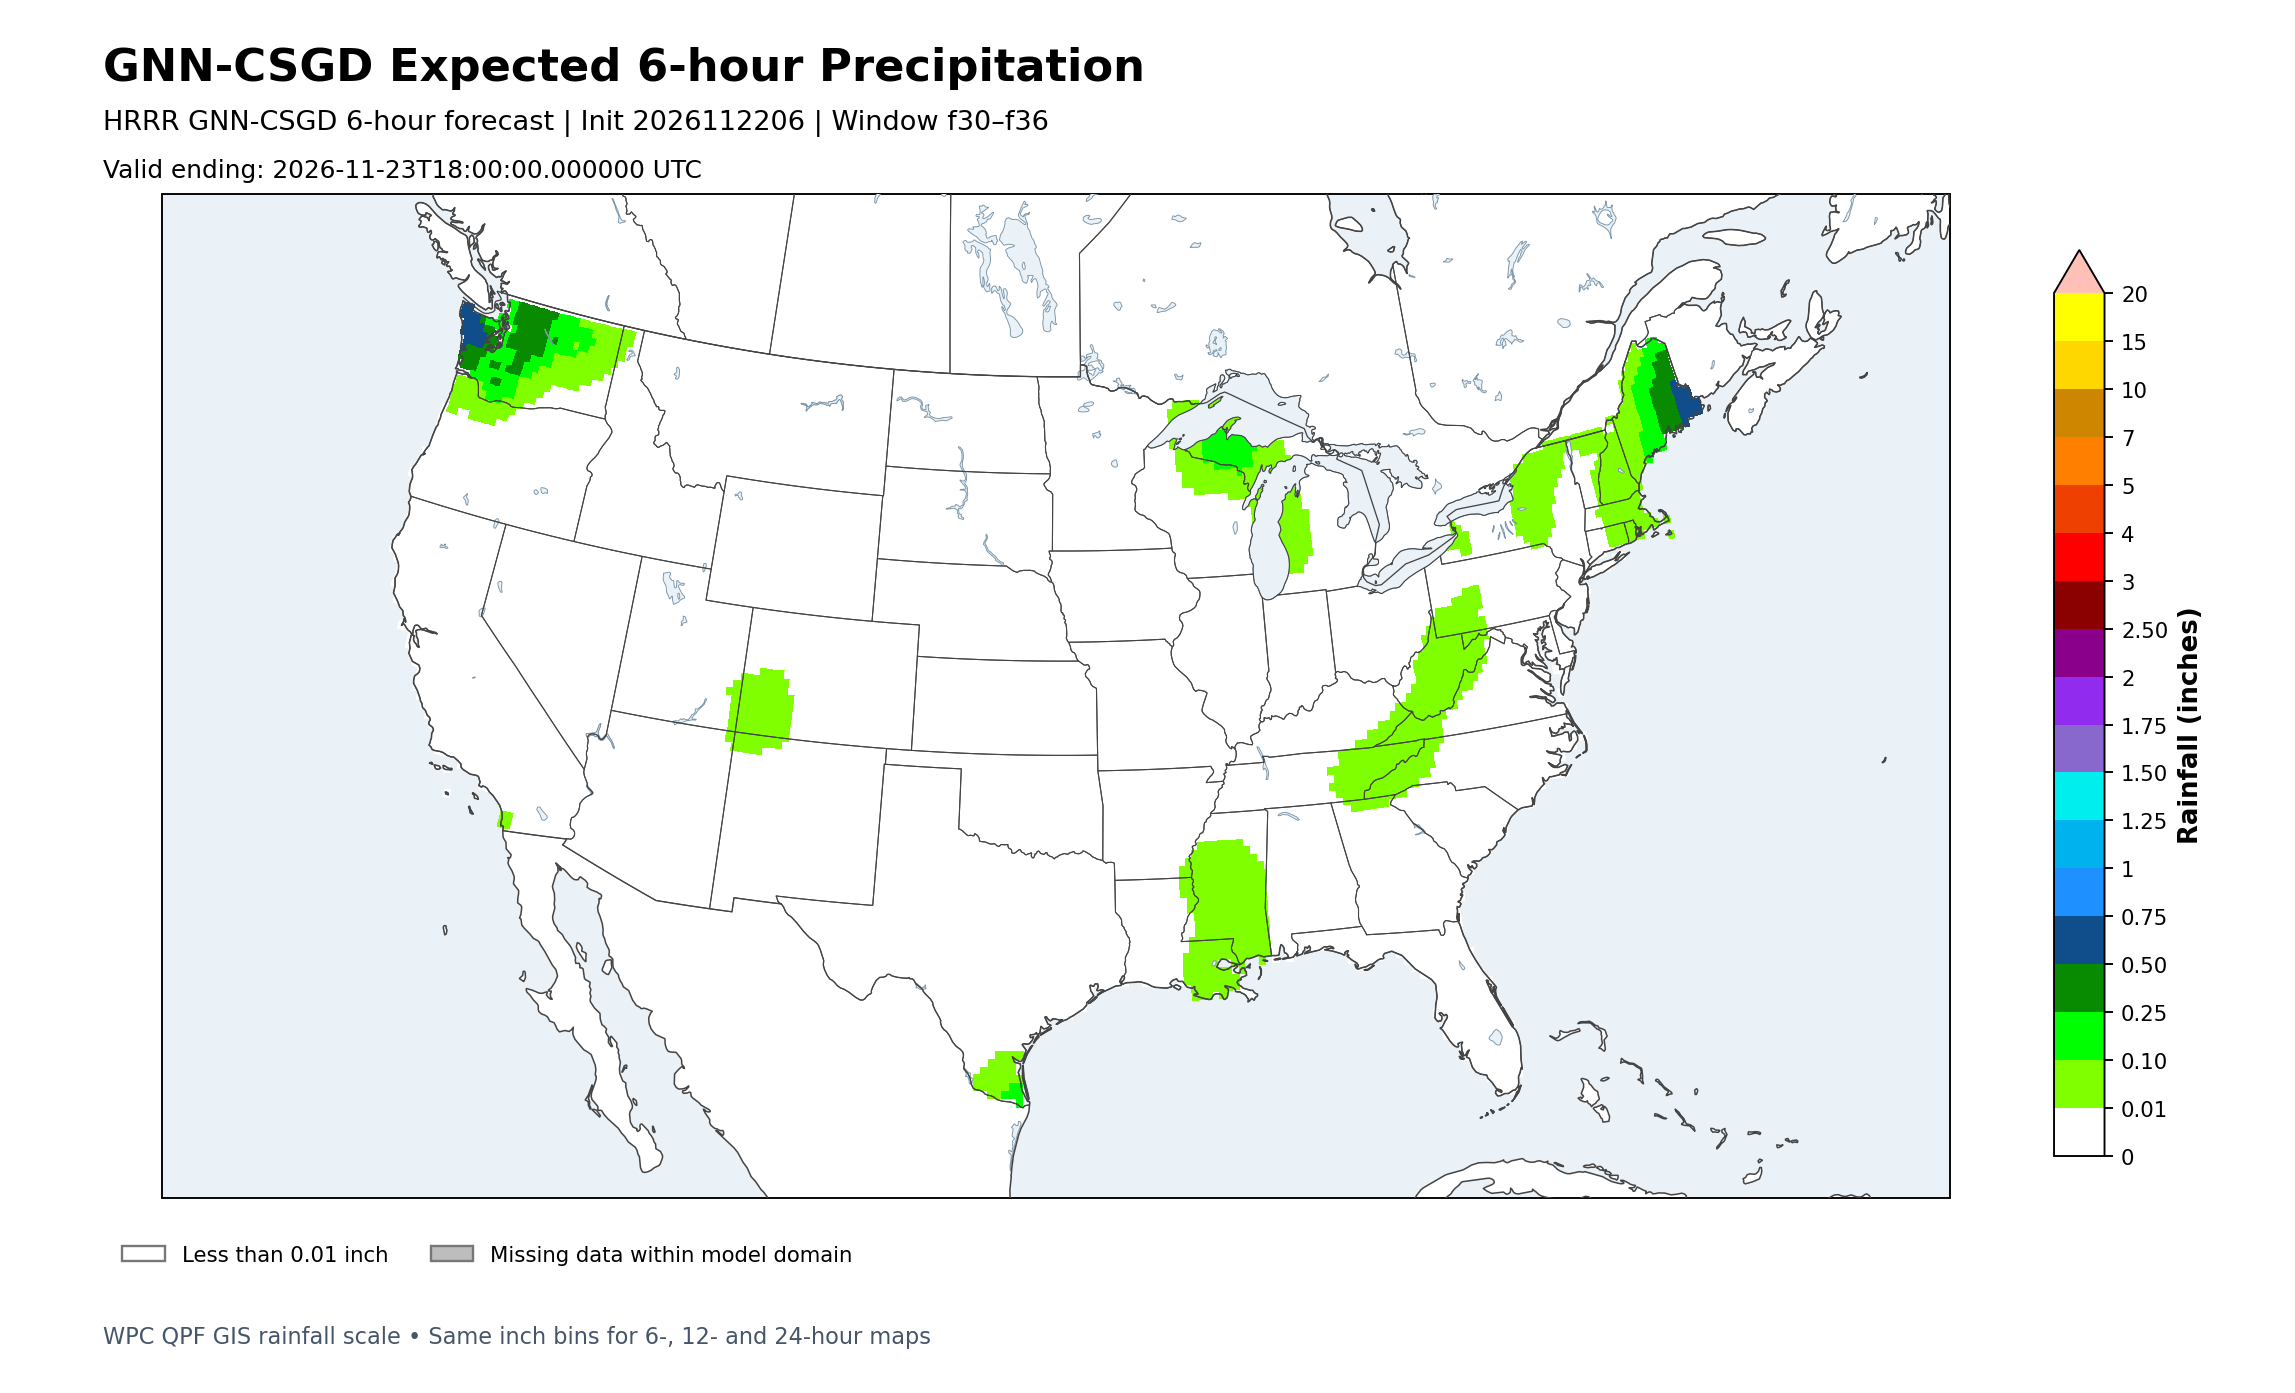 GNN-CSGD Expected 6-hour Precipitation
HRRR GNN-CSGD 6-hour forecast | Init 2026112206 | Window f30–f36
Valid ending: 2026-11-23T18:00:00.000000 UTC
20
15
10
7
5
4
3
2.50
2
1.75
1.50
1.25
1
0.75
0.50
0.25
0.10
0.01
0
Rainfall (inches)
Less than 0.01 inch
Missing data within model domain
WPC QPF GIS rainfall scale • Same inch bins for 6-, 12- and 24-hour maps